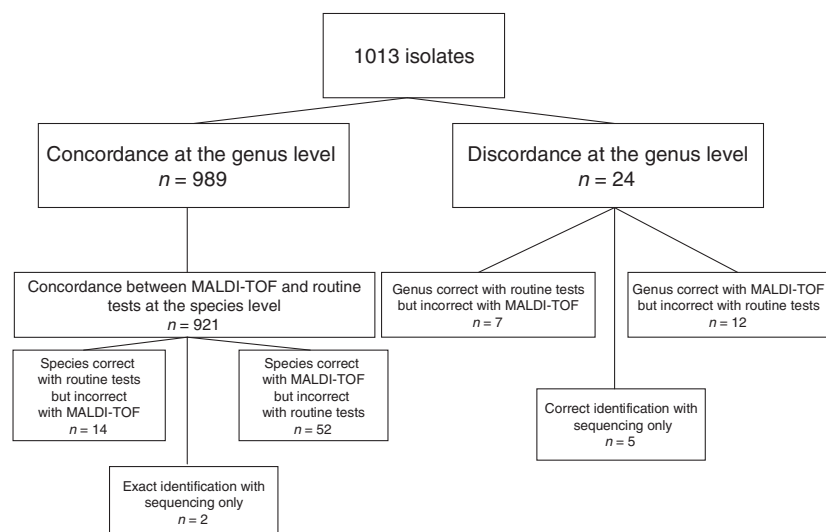 1013 isolates
Concordance at the genus level
n = 989
Discordance at the genus level
n = 24
Concordance between MALDI-TOF and routine
tests at the species level
n = 921
Genus correct with routine tests
but incorrect with MALDI-TOF
n = 7
Genus correct with MALDI-TOF
but incorrect with routine tests
n = 12
Species correct
with routine tests
but incorrect
with MALDI-TOF
n = 14
Species correct
with MALDI-TOF
but incorrect
with routine tests
n = 52
Correct identification with
sequencing only
n = 5
Exact identification with
sequencing only
n = 2